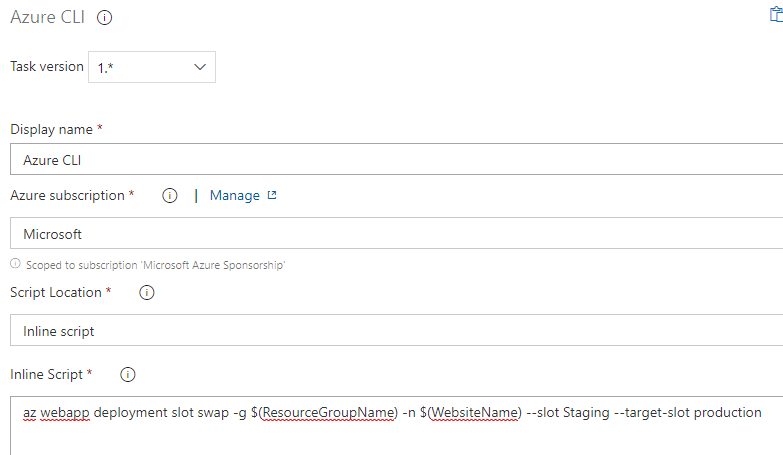 Azure CLI
Task version 1.*
Display name *
Azure CLI
Azure subscription * | Manage
Microsoft
Scoped to subscription 'Microsoft Azure Sponsorship'
Script Location *
Inline script
Inline Script *
az webapp deployment slot swap -g $(ResourceGroupName) -n $(WebsiteName) --slot Staging --target-slot production